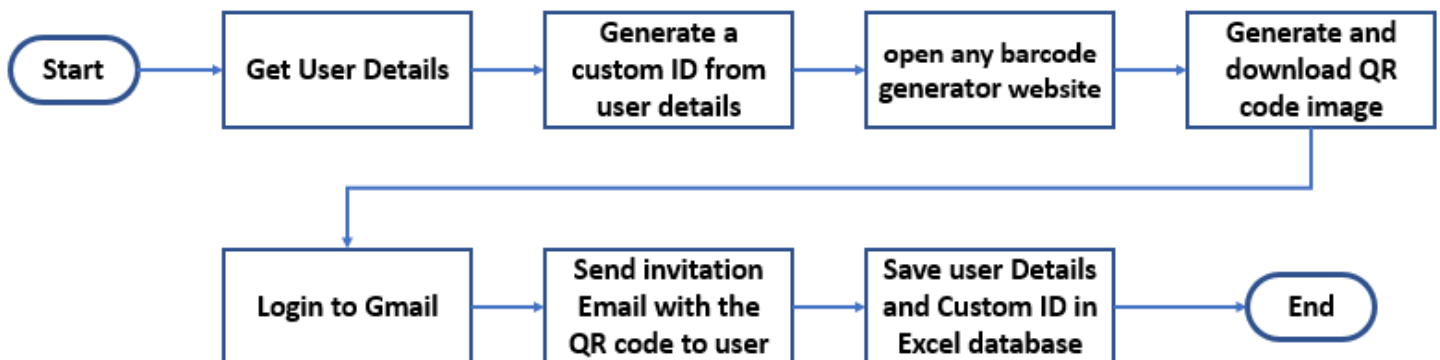 Start
Get User Details
Generate a
custom ID from
user details
open any barcode
generator website
Generate and
download QR
code image
Login to Gmail
Send invitation
Email with the
QR code to user
Save user Details
and Custom ID in
Excel database
End